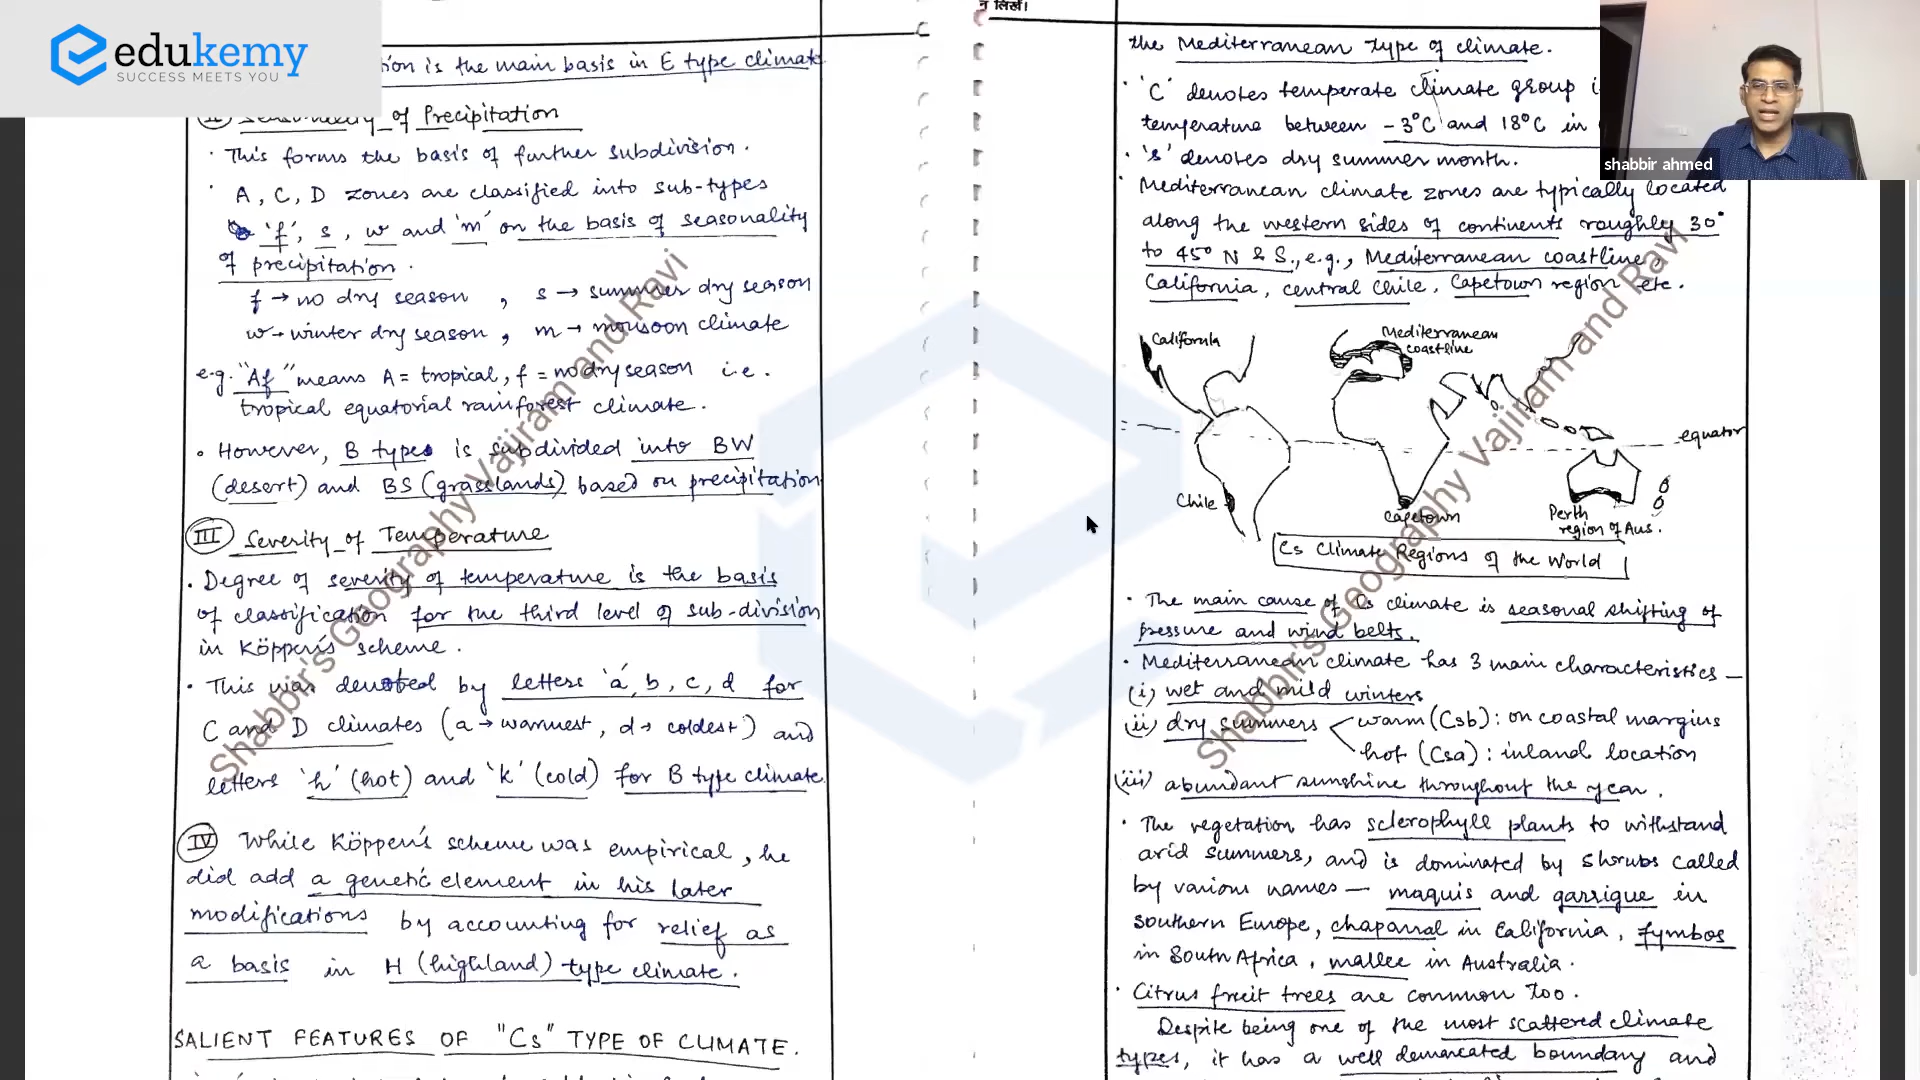 edukemy
SUCCESS MEETS YOU
tion is the main basis in E type climate
II Seasonality of Precipitation
· This forms the basis of further subdivision.
· A, C, D zones are classified into sub-types
'f', s, w and 'm' on the basis of seasonality
of precipitation.
f → no dry season , s → summer dry season
w → winter dry season , m → monsoon climate
e.g. "Af" means A = tropical, f = no dry season i.e.
tropical equatorial rainforest climate.
· However, B types is subdivided into BW
(desert) and BS (grasslands) based on precipitation
III Severity of Temperature
· Degree of severity of temperature is the basis
of classification for the third level of sub-division
in Köppen's scheme.
· This was denoted by letters 'a', b, c, d for
C and D climates (a → warmest, d → coldest) and
letters 'h' (hot) and 'k' (cold) for B type climate
IV While Köppen's scheme was empirical, he
did add a genetic element in his later
modifications by accounting for relief as
a basis in H (highland) type climate.
SALIENT FEATURES OF "Cs" TYPE OF CLIMATE.
Shabbir's Geography Vajiram and Ravi
न लिखें।
the Mediterranean type of climate.
· 'C' denotes temperate climate group i
temperature between -3°C and 18°C in
· 's' denotes dry summer month.
· Mediterranean climate zones are typically located
along the western sides of continents roughly 30°
to 45° N & S., e.g., Mediterranean coastline,
California, central Chile, Capetown region etc.
California
Mediterranean
coastline
equator
Chile
Capetown
Perth
region of Aus.
Cs Climate Regions of the World
· The main cause of Cs climate is seasonal shifting of
pressure and wind belts.
· Mediterranean climate has 3 main characteristics —
(i) wet and mild winters
(ii) dry summers warm (Csb): on coastal margins
hot (Csa): inland location
(iii) abundant sunshine throughout the year.
· The vegetation has sclerophyll plants to withstand
arid summers, and is dominated by shrubs called
by various names — maquis and garrigue in
southern Europe, chaparral in California, fymbos
in South Africa, mallee in Australia.
· Citrus fruit trees are common too.
Despite being one of the most scattered climate
types, it has a well demarcated boundary and
Shabbir's Geography Vajiram and Ravi
shabbir ahmed